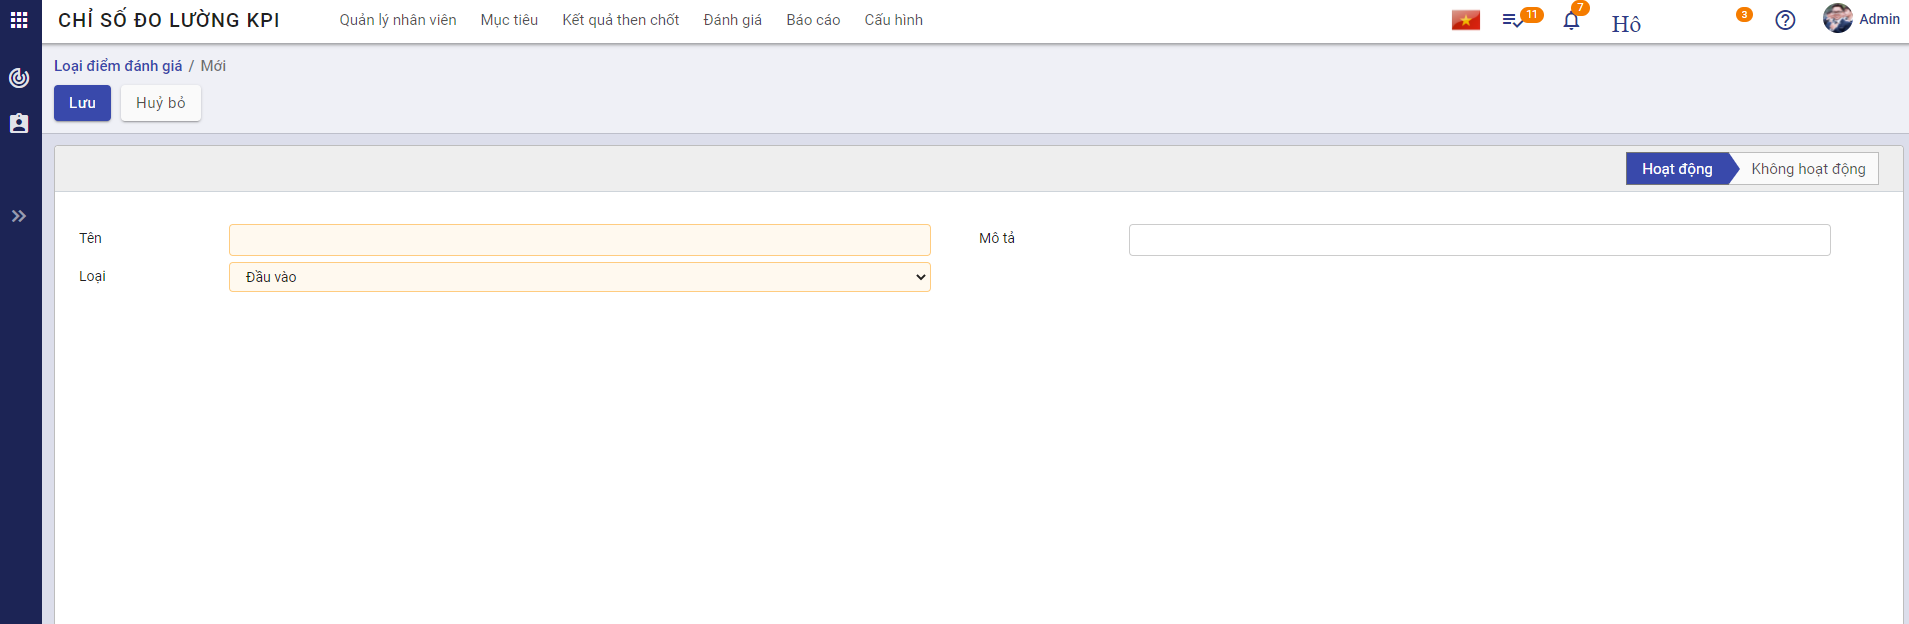 CHỈ SỐ ĐO LƯỜNG KPI Quản lý nhân viên Mục tiêu Kết quả then chốt Đánh giá Báo cáo Cấu hình 11 7 Hô 3 Admin
Loại điểm đánh giá / Mới
Lưu Huỷ bỏ
Hoạt động Không hoạt động
Tên Mô tả
Loại Đầu vào